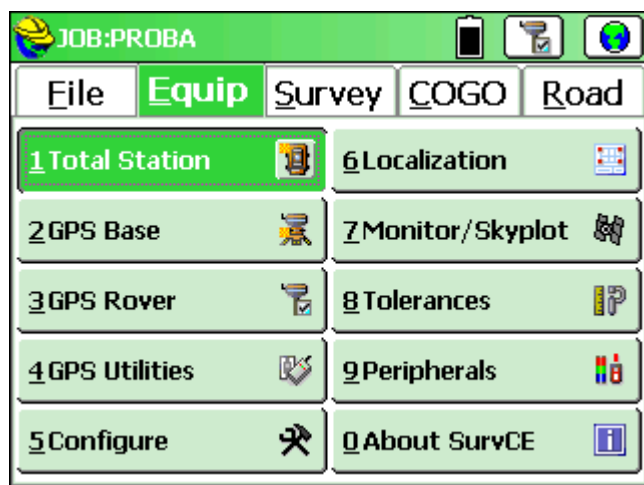 JOB:PROBA
File Equip Survey COGO Road
1 Total Station 6 Localization
2 GPS Base 7 Monitor/Skyplot
3 GPS Rover 8 Tolerances
4 GPS Utilities 9 Peripherals
5 Configure 0 About SurvCE